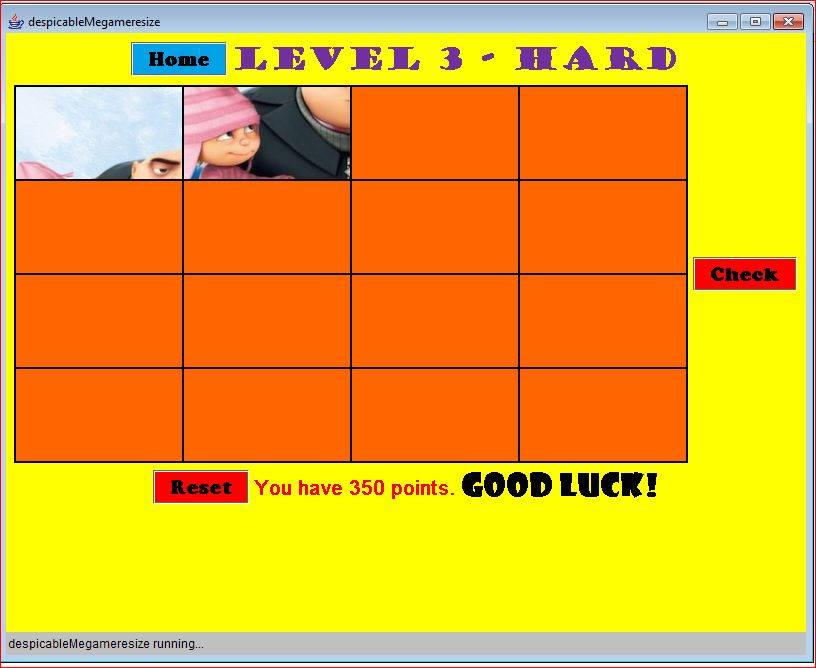 despicableMegameresize
Home LEVEL 3 - HARD
Check
Reset You have 350 points. GOOD LUCK!
despicableMegameresize running...